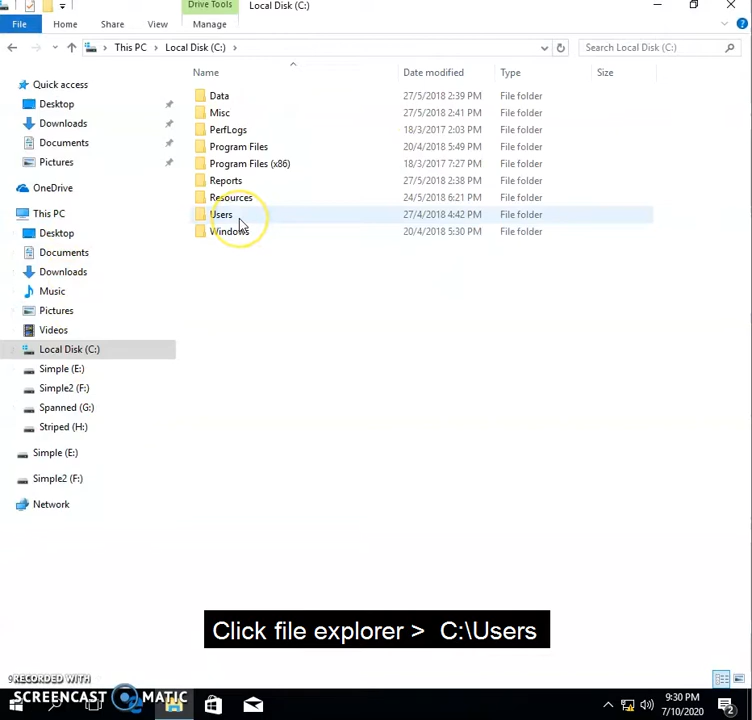 Drive Tools Local Disk (C:)
File Home Share View Manage
This PC > Local Disk (C:) > Search Local Disk (C:)
Name Date modified Type Size
Quick access
Desktop
Downloads
Documents
Pictures
OneDrive
This PC
Desktop
Documents
Downloads
Music
Pictures
Videos
Local Disk (C:)
Simple (E:)
Simple2 (F:)
Spanned (G:)
Striped (H:)
Simple (E:)
Simple2 (F:)
Network
Data 27/5/2018 2:39 PM File folder
Misc 27/5/2018 2:41 PM File folder
PerfLogs 18/3/2017 2:03 PM File folder
Program Files 20/4/2018 5:49 PM File folder
Program Files (x86) 18/3/2017 7:27 PM File folder
Reports 27/5/2018 2:38 PM File folder
Resources 24/5/2018 6:21 PM File folder
Users 27/4/2018 4:42 PM File folder
Windows 20/4/2018 5:30 PM File folder
Click file explorer > C:\Users
9
RECORDED WITH
SCREENCAST MATIC
9:30 PM
7/10/2020
2